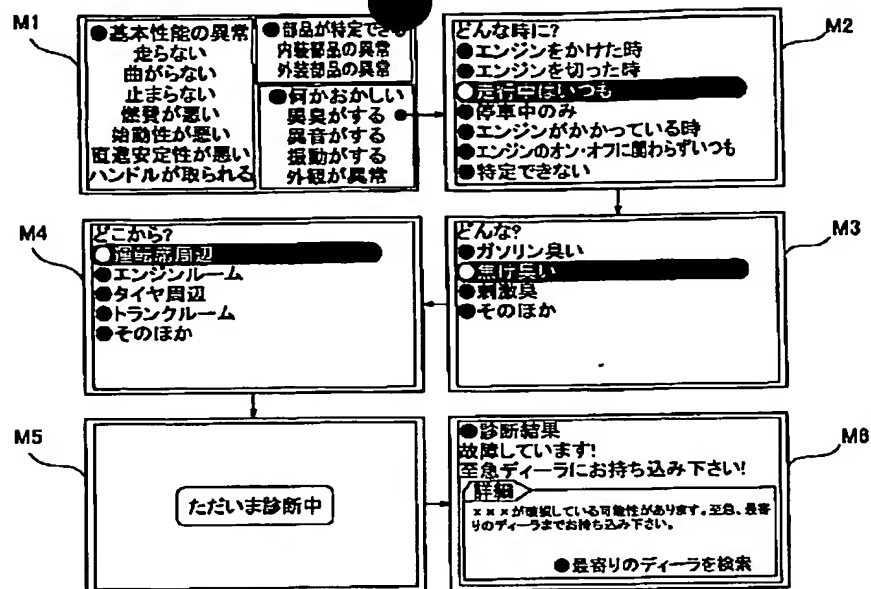 M1
●基本性能の異常
走らない
曲がらない
止まらない
燃費が悪い
始動性が悪い
直進安定性が悪い
ハンドルが取られる
●部品が特定できる
内装部品の異常
外装部品の異常
●何かおかしい
異臭がする
異音がする
振動がする
外観が異常
M2
どんな時に?
●エンジンをかけた時
●エンジンを切った時
●走行中はいつも
●停車中のみ
●エンジンがかかっている時
●エンジンのオン・オフに関わらずいつも
●特定できない
M4
どこから?
●運転席周辺
●エンジンルーム
●タイヤ周辺
●トランクルーム
●そのほか
M3
どんな?
●ガソリン臭い
●焦げ臭い
●刺激臭
●そのほか
M5
ただいま診断中
M6
●診断結果
故障しています!
至急ディーラにお持ち込み下さい!
詳細
×××が破損している可能性があります。至急、最寄
りのディーラまでお持ち込み下さい。
●最寄りのディーラを検索